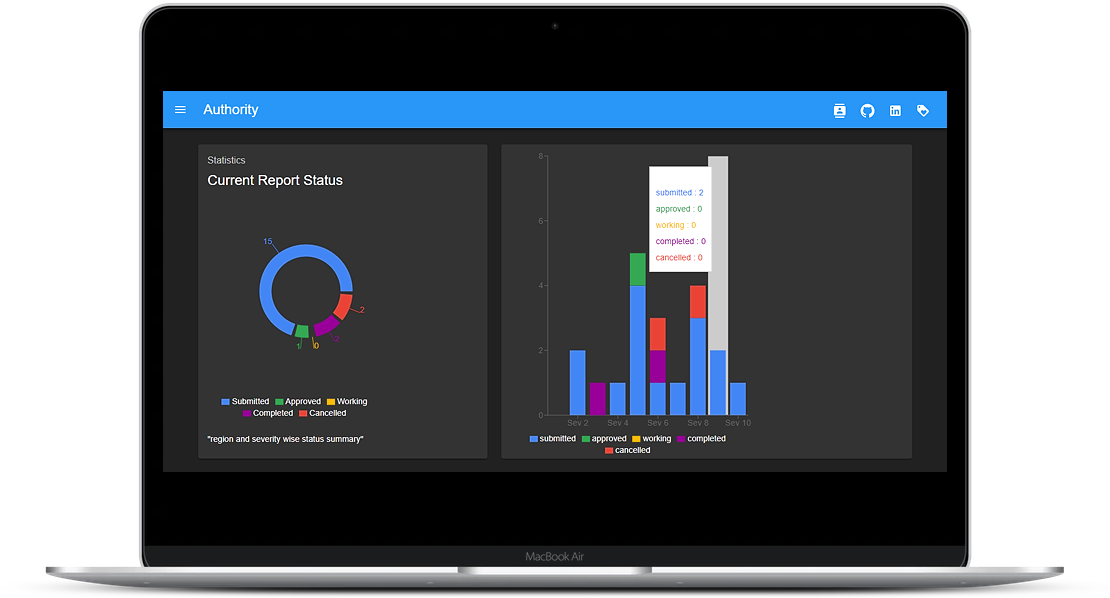 Authority
Statistics
Current Report Status
15
2
2
1
0
Submitted Approved Working
Completed Cancelled
"region and severity wise status summary"
8
6
4
2
0
submitted : 2
approved : 0
working : 0
completed : 0
cancelled : 0
Sev 2 Sev 4 Sev 6 Sev 8 Sev 10
submitted approved working completed
cancelled
MacBook Air